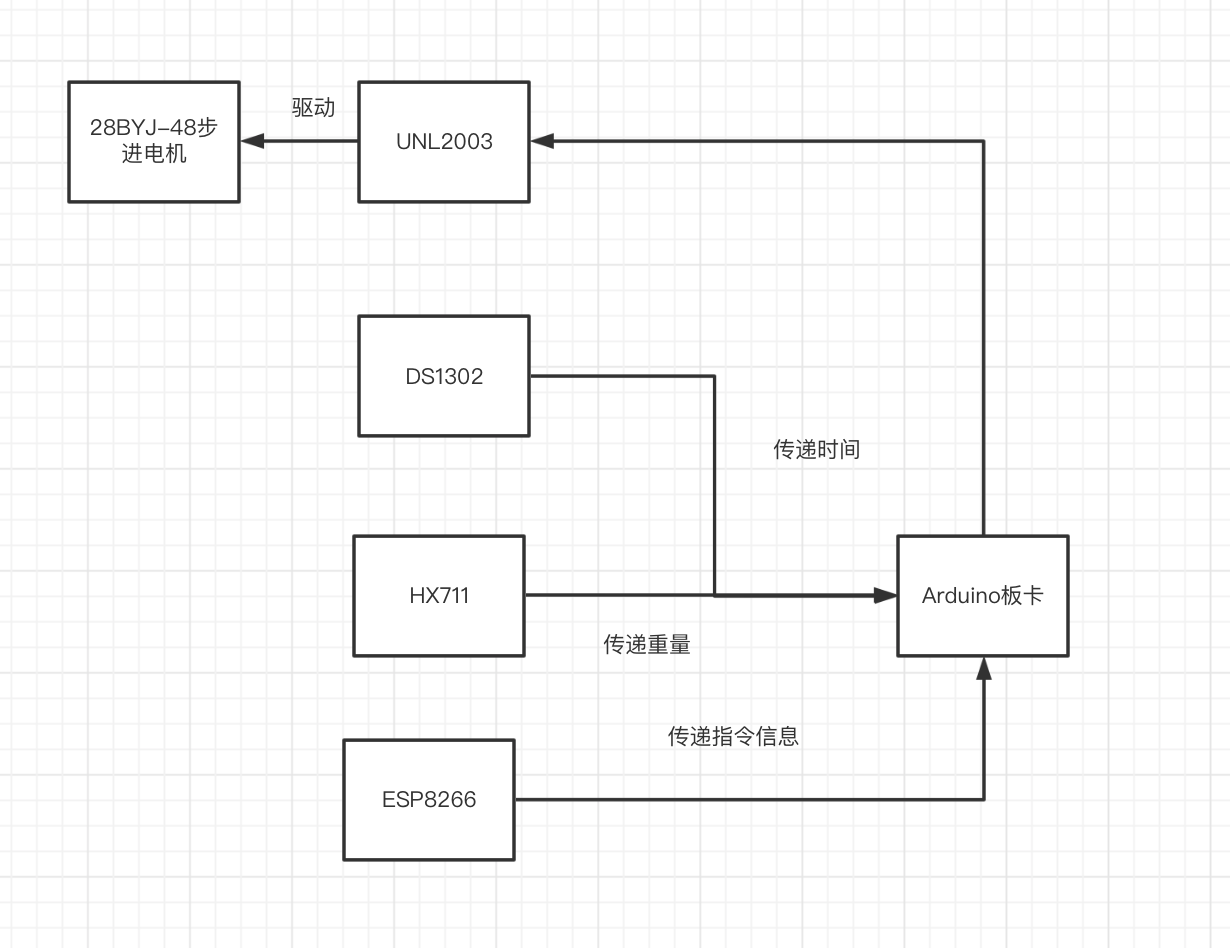 驱动
28BYJ-48步
进电机
UNL2003
DS1302
传递时间
HX711
Arduino板卡
传递重量
传递指令信息
ESP8266